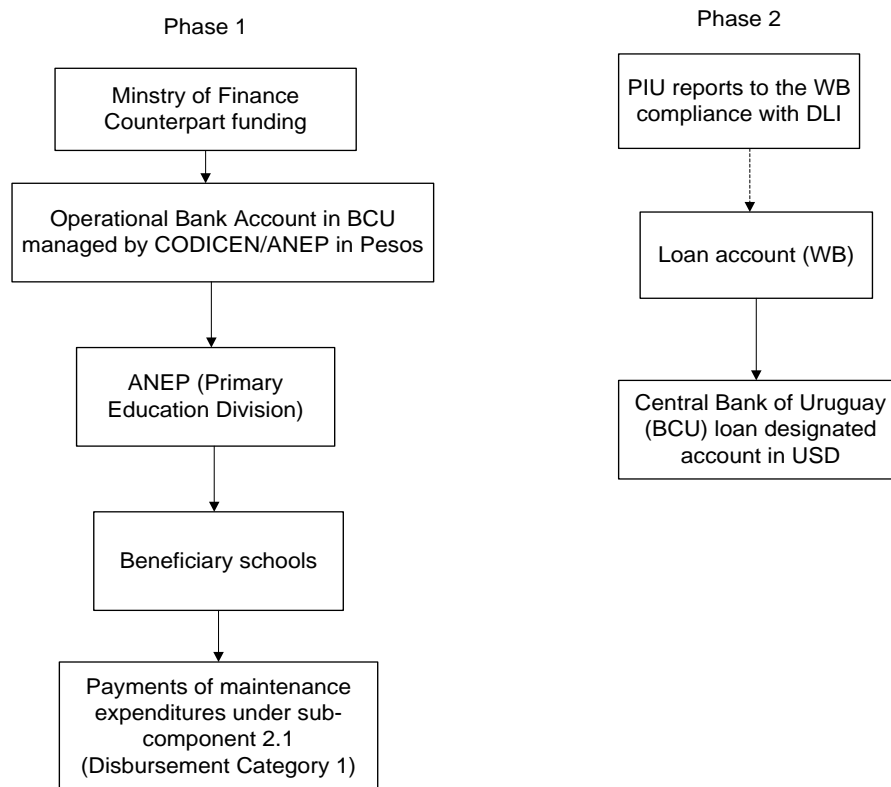 Phase 1
Minstry of Finance
Counterpart funding
Operational Bank Account in BCU
managed by CODICEN/ANEP in Pesos
ANEP (Primary
Education Division)
Beneficiary schools
Payments of maintenance
expenditures under sub-
component 2.1
(Disbursement Category 1)
Phase 2
PIU reports to the WB
compliance with DLI
Loan account (WB)
Central Bank of Uruguay
(BCU) loan designated
account in USD